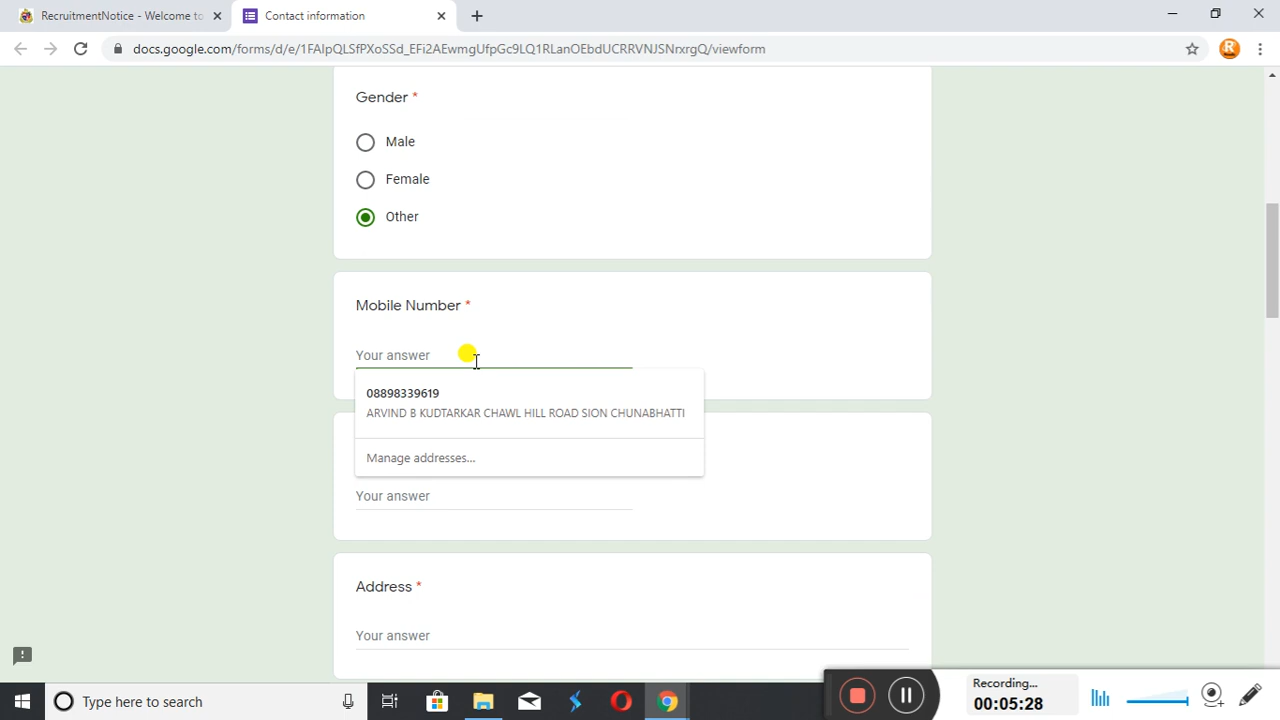 RecruitmentNotice - Welcome to
Contact information
docs.google.com/forms/d/e/1FAIpQLSfPXoSSd_EFi2AEwmgUfpGc9LQ1RLanOEbdUCRRVNJSNrxrgQ/viewform
R
Gender *
Male
Female
Other
Mobile Number *
Your answer
08898339619
ARVIND B KUDTARKAR CHAWL HILL ROAD SION CHUNABHATTI
Manage addresses...
Your answer
Address *
Your answer
Type here to search
Recording...
00:05:28